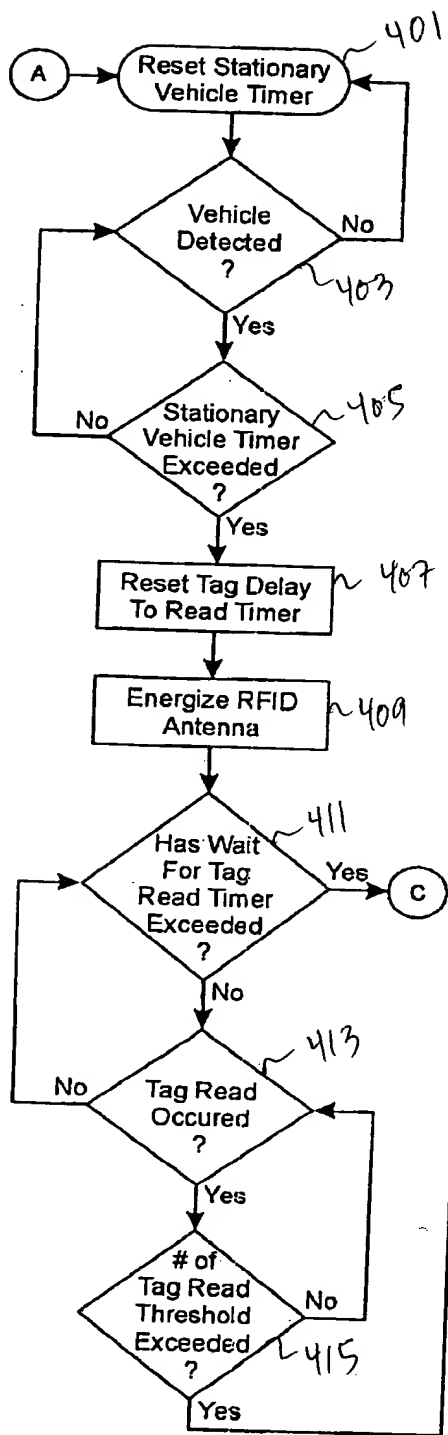 401
A
Reset Stationary
Vehicle Timer
Vehicle
Detected
?
No
403
Yes
405
No
Stationary
Vehicle Timer
Exceeded
?
Yes
Reset Tag Delay
To Read Timer
407
Energize RFID
Antenna
409
411
Has Wait
For Tag
Read Timer
Exceeded
?
Yes
C
No
413
No
Tag Read
Occured
?
Yes
# of
Tag Read
Threshold
Exceeded
?
No
415
Yes